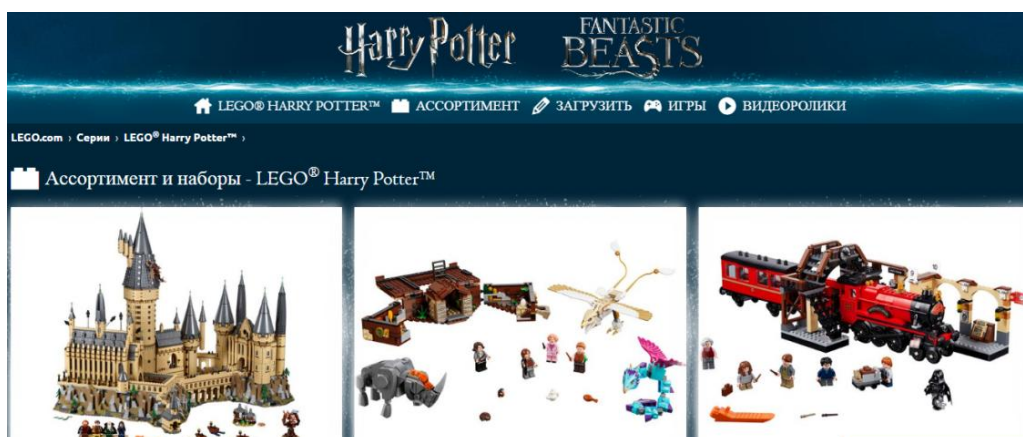 Harry Potter FANTASTIC BEASTS
LEGO® HARRY POTTER™ АССОРТИМЕНТ ЗАГРУЗИТЬ ИГРЫ ВИДЕОРОЛИКИ
LEGO.com › Серии › LEGO® Harry Potter™ ›
Ассортимент и наборы - LEGO® Harry Potter™